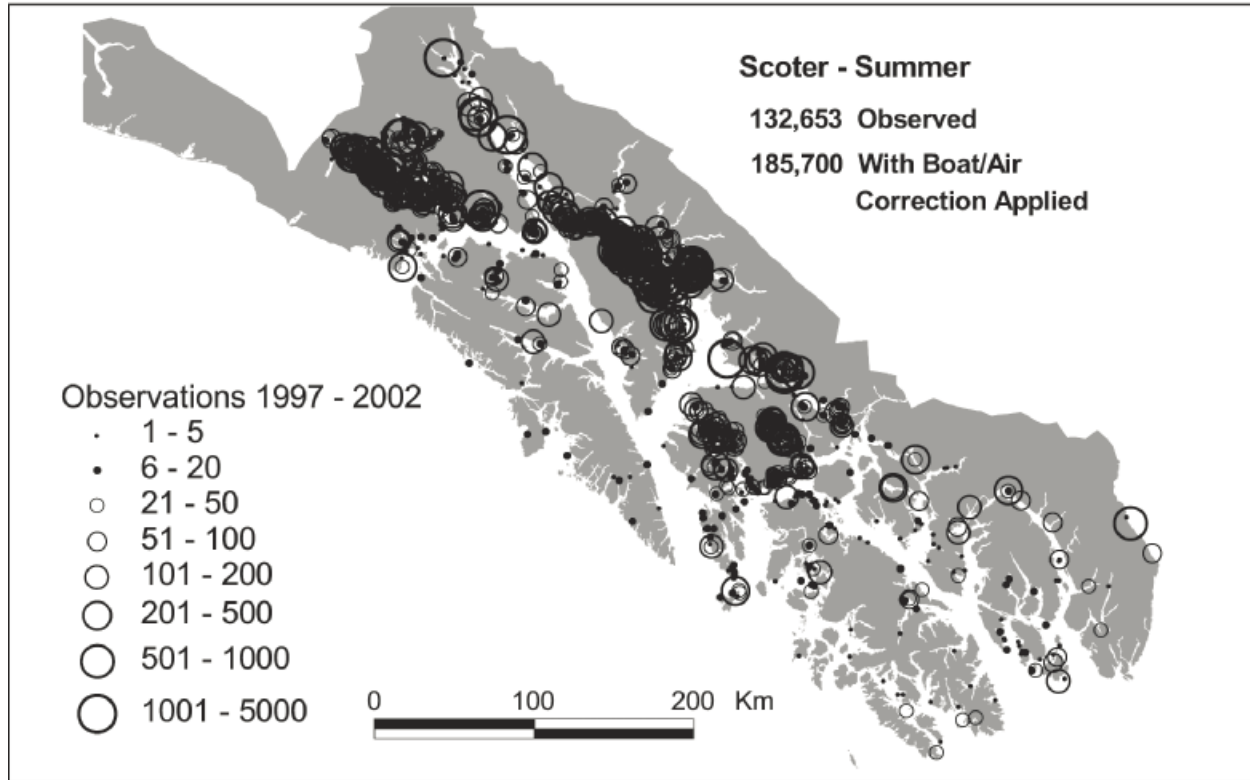 Scoter - Summer
132,653 Observed
185,700 With Boat/Air
Correction Applied
Observations 1997 - 2002
1 - 5
6 - 20
21 - 50
51 - 100
101 - 200
201 - 500
501 - 1000
1001 - 5000
0 100 200 Km